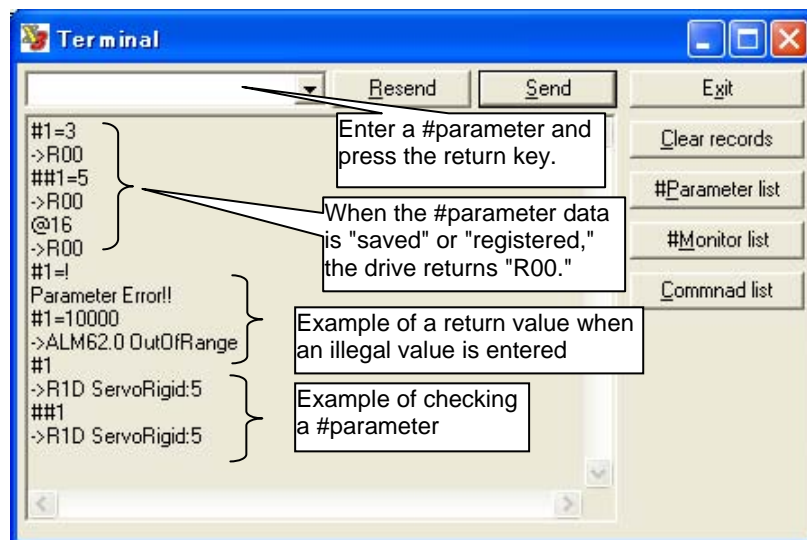 Terminal
Resend
Send
Exit
Clear records
#Parameter list
#Monitor list
Commnad list
Enter a #parameter and
press the return key.
#1=3
->R00
##1=5
->R00
@16
->R00
When the #parameter data
is "saved" or "registered,"
the drive returns "R00."
#1=!
Parameter Error!!
#1=10000
->ALM62.0 OutOfRange
Example of a return value when
an illegal value is entered
#1
->R1D ServoRigid:5
##1
->R1D ServoRigid:5
Example of checking
a #parameter